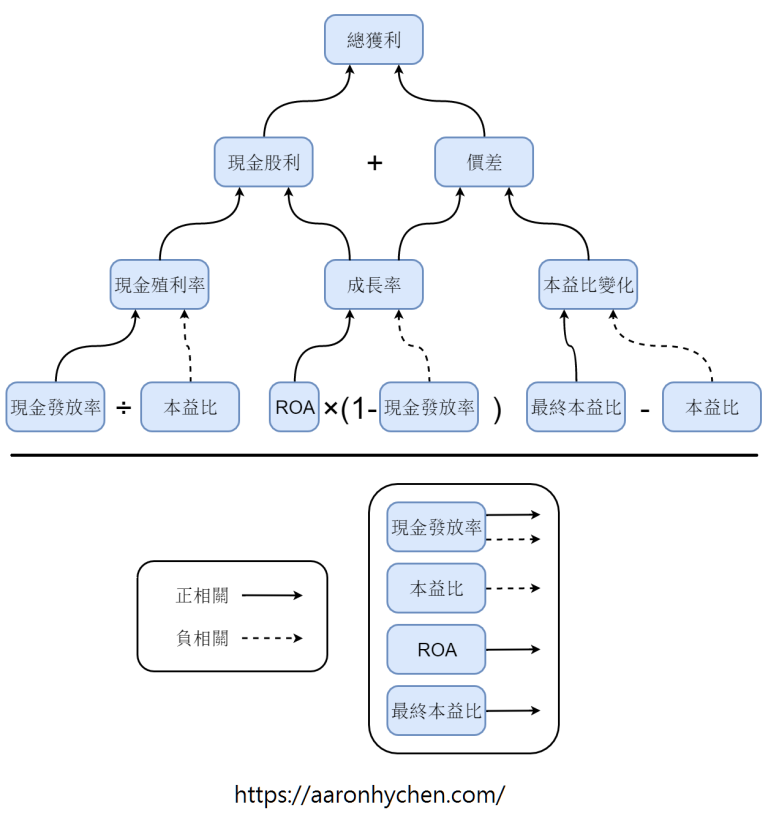 總獲利
現金股利 + 價差
現金殖利率 成長率 本益比變化
現金發放率 ÷ 本益比 ROA ×(1- 現金發放率 ) 最終本益比 - 本益比
現金發放率
本益比
ROA
最終本益比
正相關
負相關
https://aaronhychen.com/